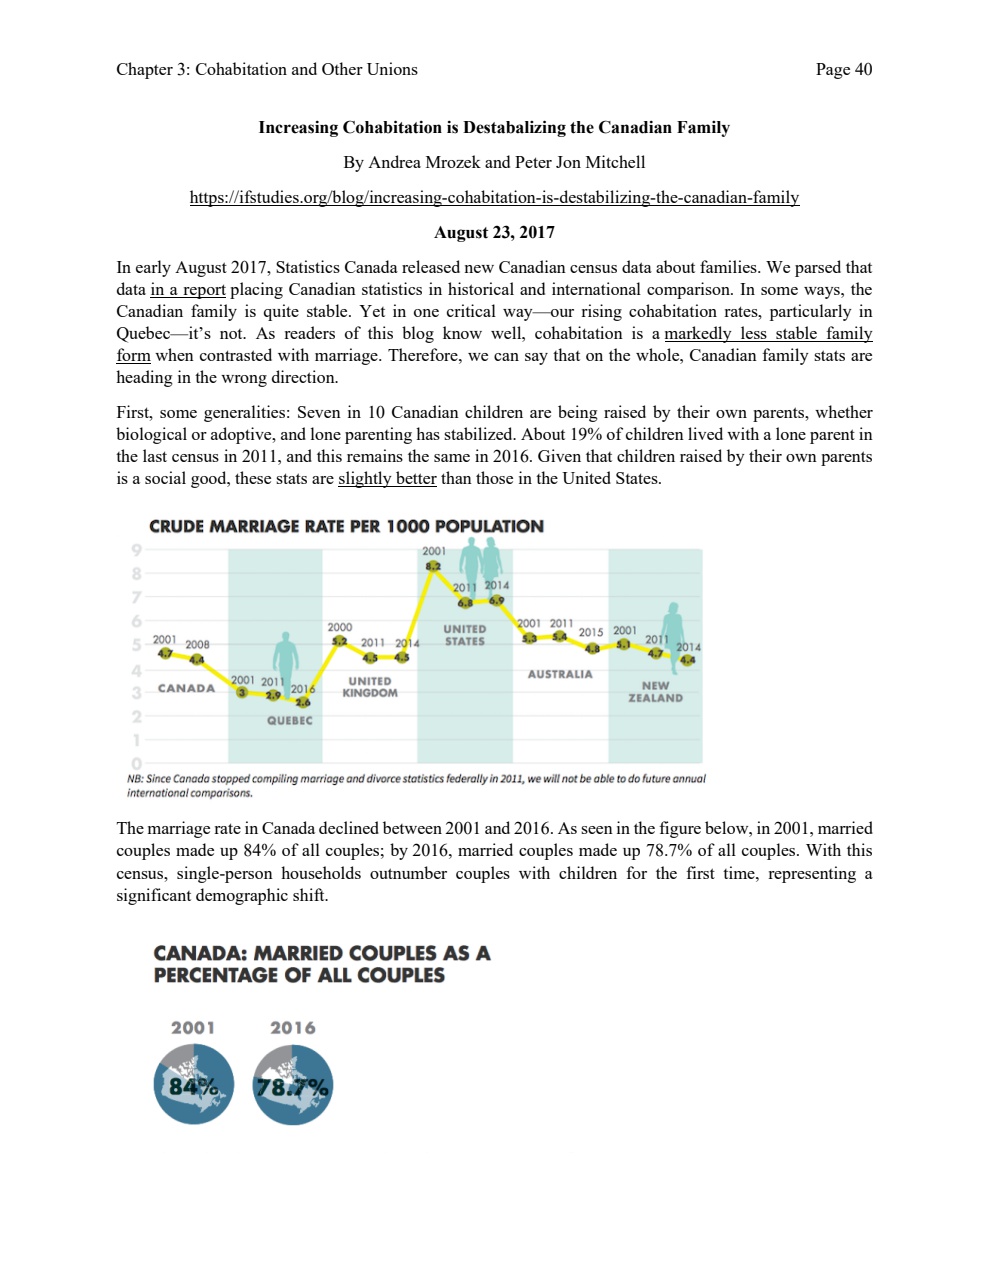 Chapter 3: Cohabitation and Other Unions Page 40
Increasing Cohabitation is Destabalizing the Canadian Family
By Andrea Mrozek and Peter Jon Mitchell
https://ifstudies.org/blog/increasing-cohabitation-is-destabilizing-the-canadian-family
August 23, 2017
In early August 2017, Statistics Canada released new Canadian census data about families. We parsed that
data in a report placing Canadian statistics in historical and international comparison. In some ways, the
Canadian family is quite stable. Yet in one critical way—our rising cohabitation rates, particularly in
Quebec—it’s not. As readers of this blog know well, cohabitation is a markedly less stable family
form when contrasted with marriage. Therefore, we can say that on the whole, Canadian family stats are
heading in the wrong direction.
First, some generalities: Seven in 10 Canadian children are being raised by their own parents, whether
biological or adoptive, and lone parenting has stabilized. About 19% of children lived with a lone parent in
the last census in 2011, and this remains the same in 2016. Given that children raised by their own parents
is a social good, these stats are slightly better than those in the United States.
CRUDE MARRIAGE RATE PER 1000 POPULATION
9
8
7
6
5
4
3
2
1
0
2001 2008
4.7 4.4
CANADA
2001 2011 2016
3 2.9 2.6
QUEBEC
2000 2011 2014
5.2 4.5 4.5
UNITED
KINGDOM
2001 2011 2014
8.2 6.8 6.9
UNITED
STATES
2001 2011 2015
5.3 5.4 4.8
AUSTRALIA
2001 2011 2014
5.1 4.7 4.4
NEW
ZEALAND
NB: Since Canada stopped compiling marriage and divorce statistics federally in 2011, we will not be able to do future annual
international comparisons.
The marriage rate in Canada declined between 2001 and 2016. As seen in the figure below, in 2001, married
couples made up 84% of all couples; by 2016, married couples made up 78.7% of all couples. With this
census, single-person households outnumber couples with children for the first time, representing a
significant demographic shift.
CANADA: MARRIED COUPLES AS A
PERCENTAGE OF ALL COUPLES
2001 2016
84% 78.7%